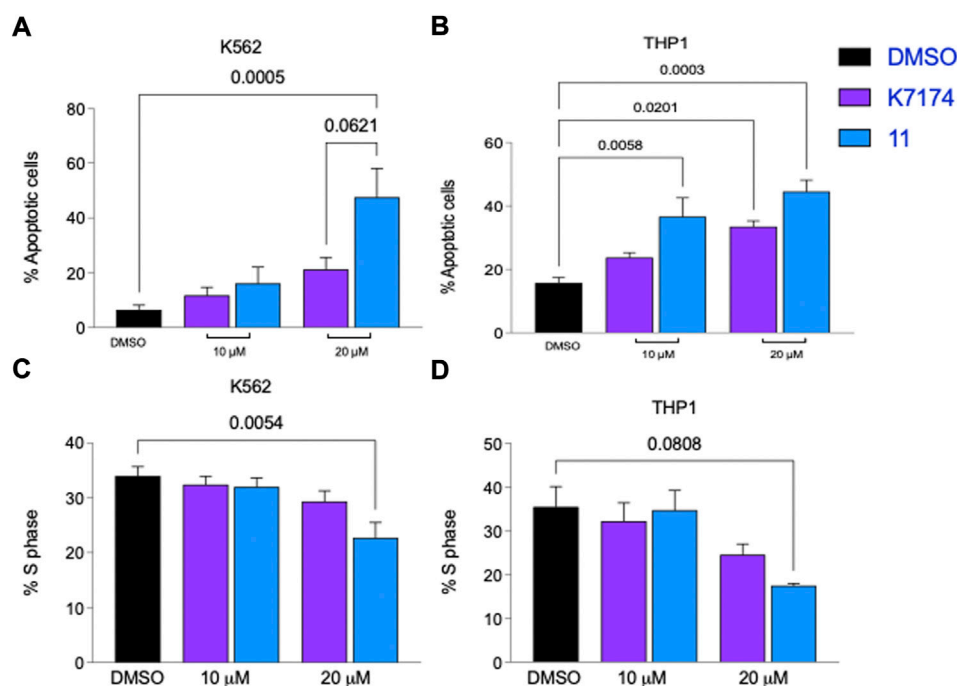 A
K562
0.0005
0.0621
% Apoptotic cells
80
60
40
20
0
DMSO
10 µM
20 µM
B
THP1
0.0003
0.0201
0.0058
% Apoptotic cells
60
40
20
0
DMSO
10 µM
20 µM
DMSO
K7174
11
C
K562
0.0054
% S phase
40
30
20
10
0
DMSO
10 µM
20 µM
D
THP1
0.0808
% S phase
50
40
30
20
10
0
DMSO
10 µM
20 µM